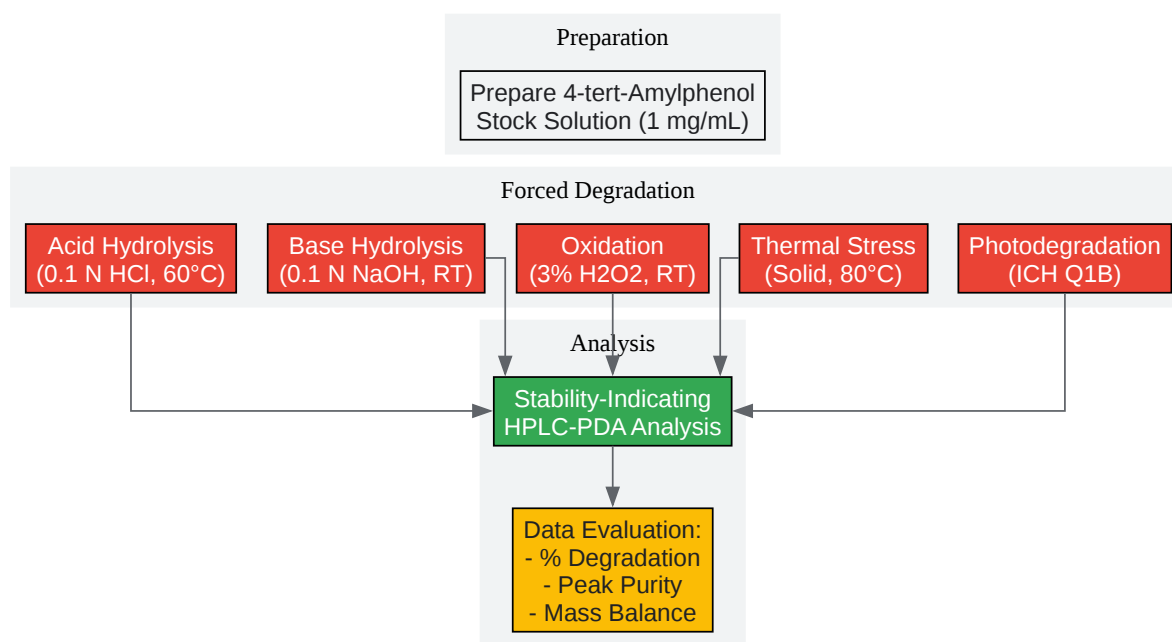 Preparation
Prepare 4-tert-Amylphenol
Stock Solution (1 mg/mL)
Forced Degradation
Acid Hydrolysis
(0.1 N HCl, 60°C)
Base Hydrolysis
(0.1 N NaOH, RT)
Oxidation
(3% H2O2, RT)
Thermal Stress
(Solid, 80°C)
Photodegradation
(ICH Q1B)
Analysis
Stability-Indicating
HPLC-PDA Analysis
Data Evaluation:
- % Degradation
- Peak Purity
- Mass Balance